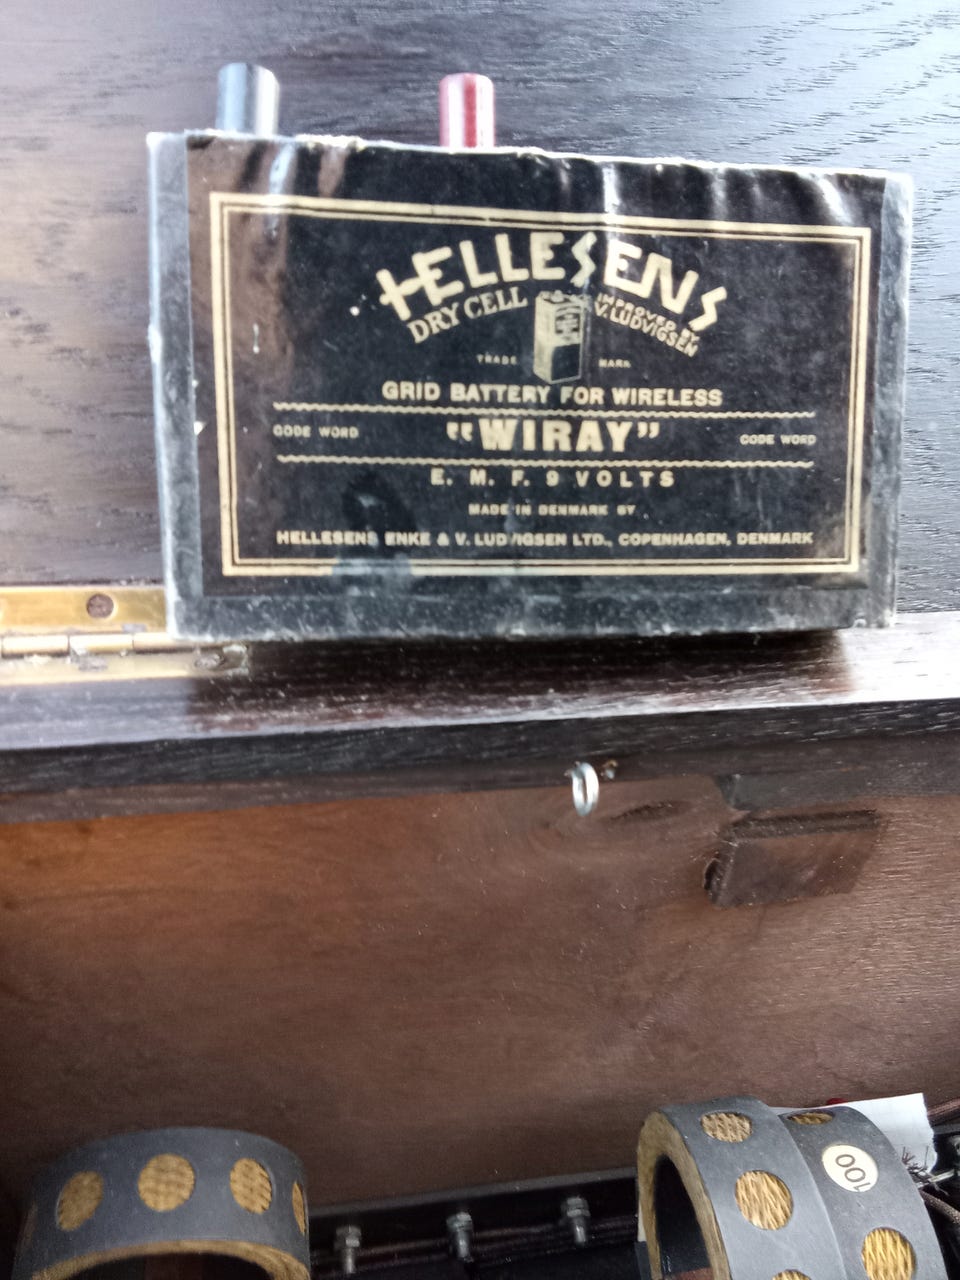 HELLESENS
DRY CELL
IMPROVED BY
V. LUDVIGSEN
TRADE MARK
GRID BATTERY FOR WIRELESS
CODE WORD "WIRAY" CODE WORD
E. M. F. 9 VOLTS
MADE IN DENMARK BY
HELLESENS ENKE & V. LUDVIGSEN LTD., COPENHAGEN, DENMARK
100